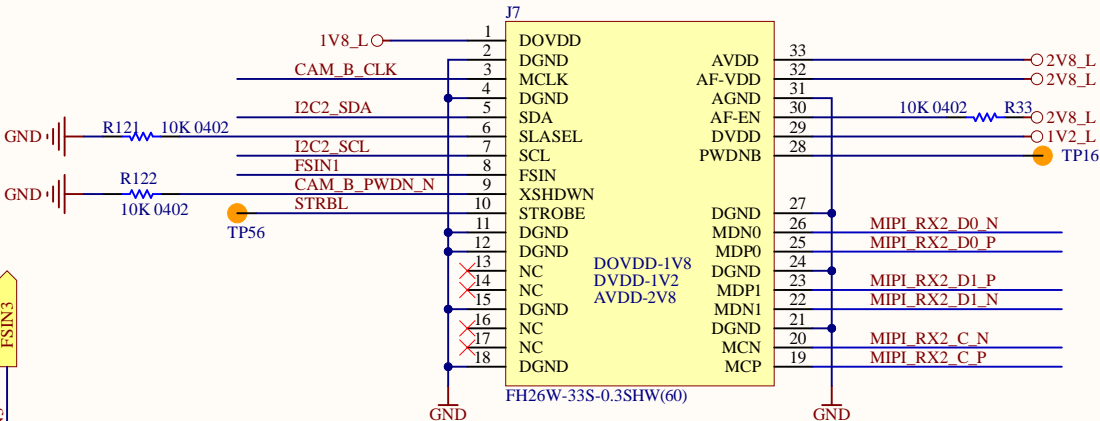 J7
1V8_L 1 DOVDD
2 DGND
CAM_B_CLK 3 MCLK
4 DGND
I2C2_SDA 5 SDA
GND R121 10K 0402 6 SLASEL
I2C2_SCL 7 SCL
FSIN1 8 FSIN
GND R122 10K 0402 CAM_B_PWDN_N 9 XSHDWN
TP56 STRBL 10 STROBE
11 DGND
12 DGND
13 NC
14 NC
15 DGND
16 NC
17 NC
18 DGND
GND
DOVDD-1V8
DVDD-1V2
AVDD-2V8
AVDD 33 2V8_L
AF-VDD 32 2V8_L
AGND 31
AF-EN 30 10K 0402 R33 2V8_L
DVDD 29 1V2_L
PWDNB 28 TP16
DGND 27
MDN0 26 MIPI_RX2_D0_N
MDP0 25 MIPI_RX2_D0_P
DGND 24
MDP1 23 MIPI_RX2_D1_P
MDN1 22 MIPI_RX2_D1_N
DGND 21
MCN 20 MIPI_RX2_C_N
MCP 19 MIPI_RX2_C_P
GND
FH26W-33S-0.3SHW(60)
FSIN3